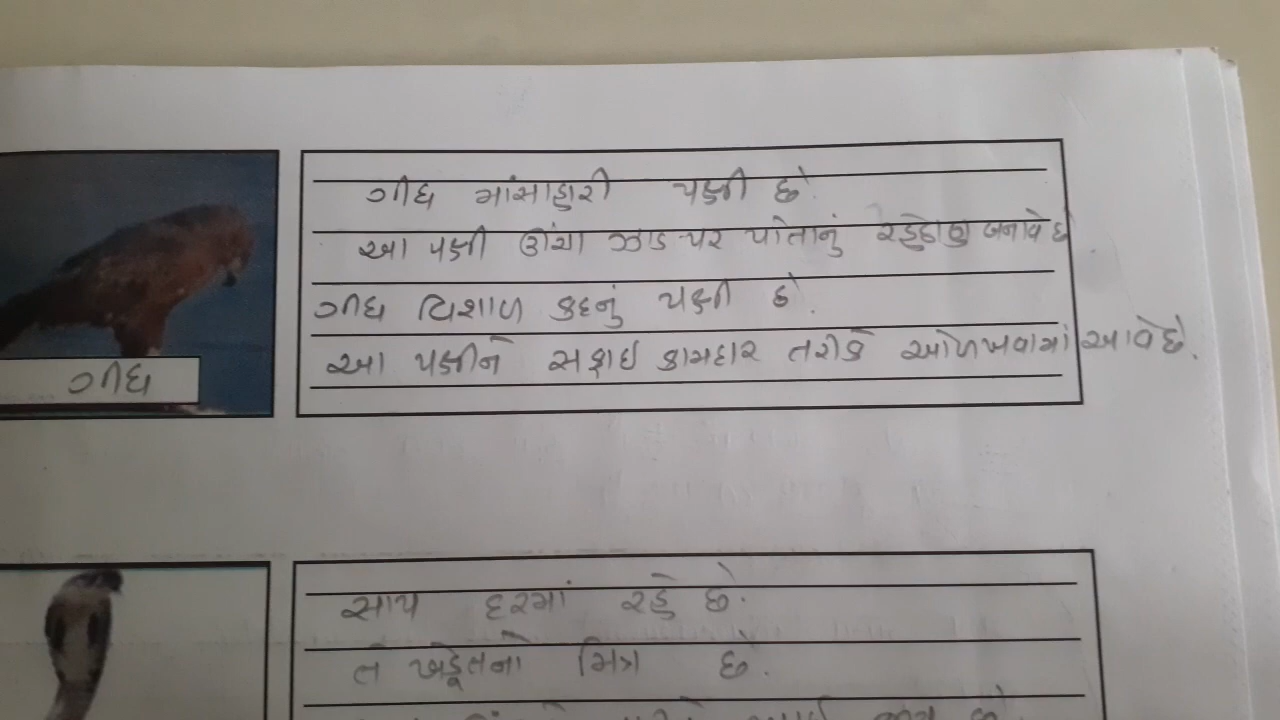 ગીધ માંસાહારી પક્ષી છે.
આ પક્ષી ઊંચા ઝાડ પર પોતાનું રહેઠાણ બનાવે છે
ગીધ વિશાળ કદનું પક્ષી છે.
આ પક્ષીને સફાઇ કામદાર તરીકે ઓળખવામાં આવે છે.
ગીધ
સાપ દરમાં રહે છે.
તે ખેડૂતનો મિત્ર છે.